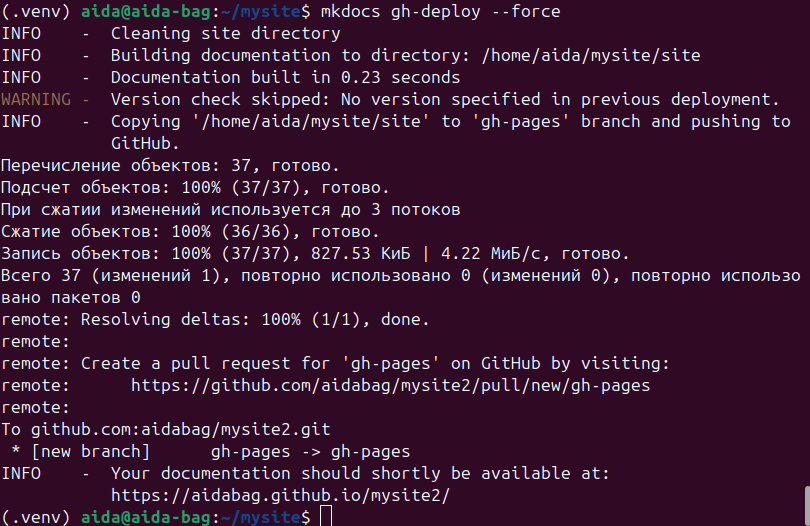 (.venv) aida@aida-bag:~/mysite$ mkdocs gh-deploy --force
INFO    -  Cleaning site directory
INFO    -  Building documentation to directory: /home/aida/mysite/site
INFO    -  Documentation built in 0.23 seconds
WARNING -  Version check skipped: No version specified in previous deployment.
INFO    -  Copying '/home/aida/mysite/site' to 'gh-pages' branch and pushing to
           GitHub.
Перечисление объектов: 37, готово.
Подсчет объектов: 100% (37/37), готово.
При сжатии изменений используется до 3 потоков
Сжатие объектов: 100% (36/36), готово.
Запись объектов: 100% (37/37), 827.53 КиБ | 4.22 МиБ/с, готово.
Всего 37 (изменений 1), повторно использовано 0 (изменений 0), повторно использо
вано пакетов 0
remote: Resolving deltas: 100% (1/1), done.
remote:
remote: Create a pull request for 'gh-pages' on GitHub by visiting:
remote:      https://github.com/aidabag/mysite2/pull/new/gh-pages
remote:
To github.com:aidabag/mysite2.git
 * [new branch]      gh-pages -> gh-pages
INFO    -  Your documentation should shortly be available at:
           https://aidabag.github.io/mysite2/
(.venv) aida@aida-bag:~/mysite$